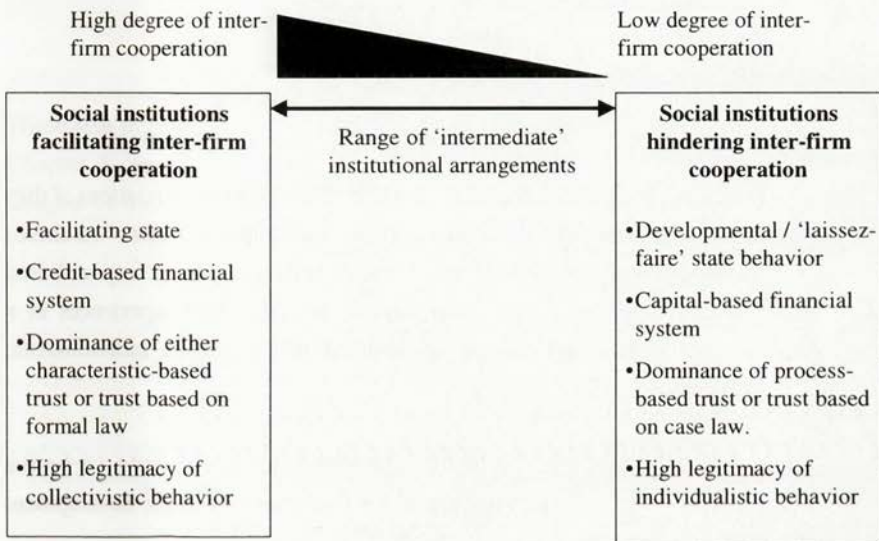 High degree of inter-
firm cooperation
Low degree of inter-
firm cooperation
Social institutions
facilitating inter-firm
cooperation
•Facilitating state
•Credit-based financial
system
•Dominance of either
characteristic-based
trust or trust based on
formal law
•High legitimacy of
collectivistic behavior
Range of ‘intermediate’
institutional arrangements
Social institutions
hindering inter-firm
cooperation
•Developmental / ‘laissez-
faire’ state behavior
•Capital-based financial
system
•Dominance of process-
based trust or trust based
on case law.
•High legitimacy of
individualistic behavior